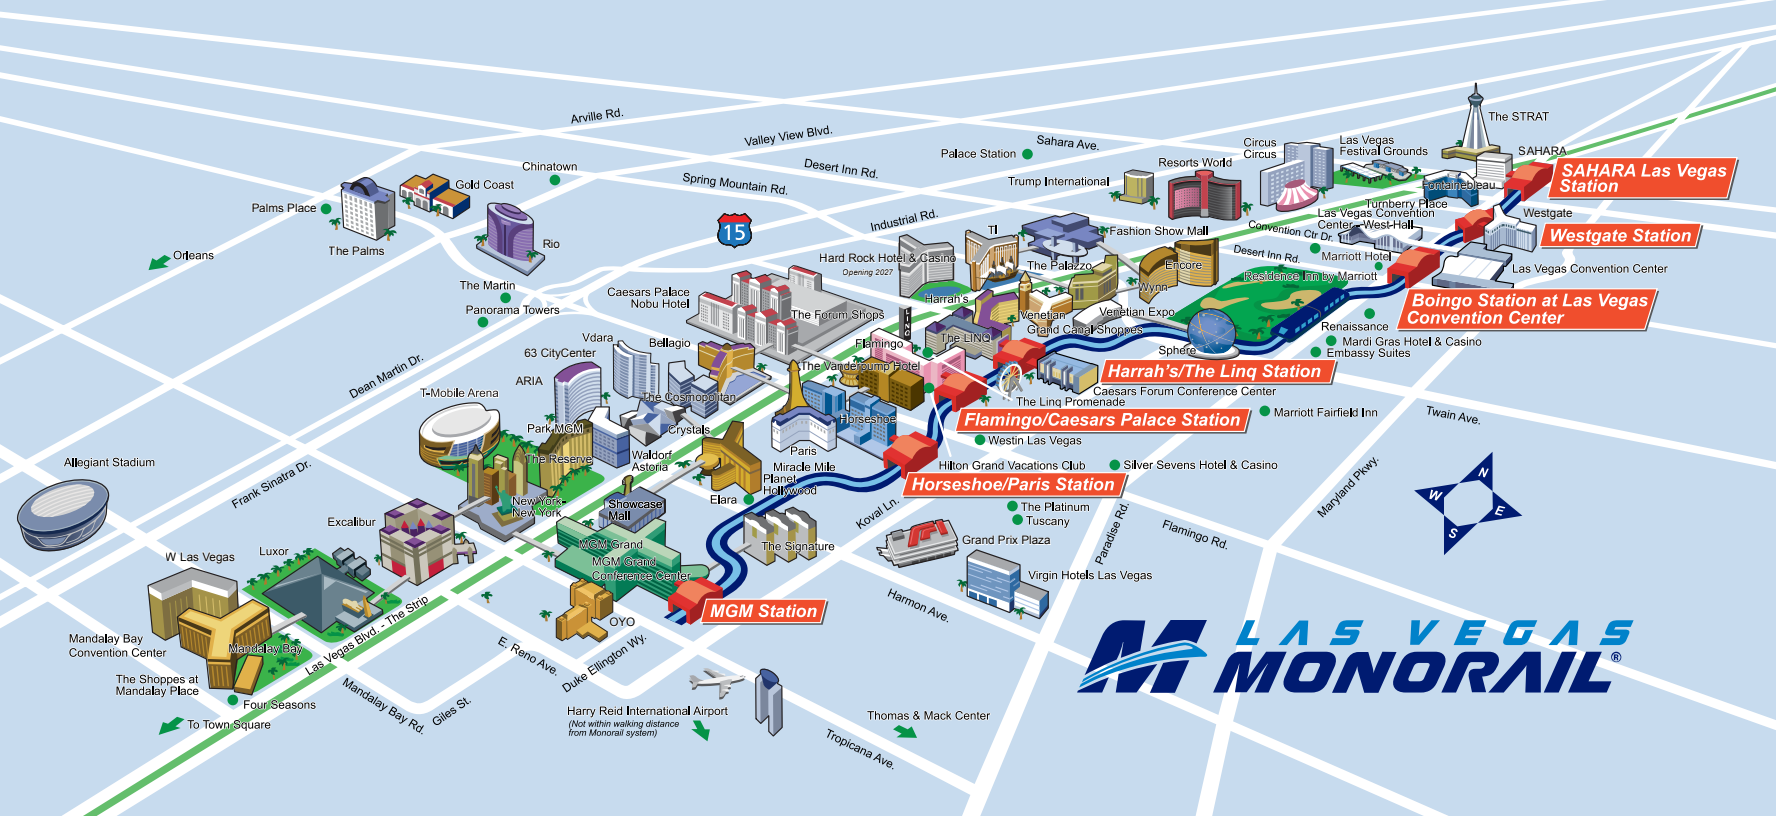 Arville Rd.
Valley View Blvd.
Sahara Ave.
Palace Station
Desert Inn Rd.
Spring Mountain Rd.
Industrial Rd.
Chinatown
Gold Coast
Palms Place
The Palms
Rio
Orleans
15
The Martin
Panorama Towers
Dean Martin Dr.
Frank Sinatra Dr.
Trump International
Resorts World
Circus
Circus
Las Vegas
Festival Grounds
The STRAT
SAHARA
SAHARA Las Vegas
Station
Fontainebleau
Turnberry Place
Las Vegas Convention
Center - West Hall
Westgate
Westgate Station
Convention Ctr Dr.
Desert Inn Rd.
Marriott Hotel
Residence Inn by Marriott
Las Vegas Convention Center
Boingo Station at Las Vegas
Convention Center
Renaissance
Mardi Gras Hotel & Casino
Embassy Suites
TI
Fashion Show Mall
The Palazzo
Encore
Wynn
Hard Rock Hotel & Casino
Opening 2027
Harrah's
Venetian
Grand Canal Shoppes
Venetian Expo
Sphere
Caesars Palace
Nobu Hotel
The Forum Shops
LINQ
The LINQ
Flamingo
The Vanderpump Hotel
Harrah's/The Linq Station
Caesars Forum Conference Center
The Linq Promenade
Flamingo/Caesars Palace Station
Marriott Fairfield Inn
Twain Ave.
Westin Las Vegas
Hilton Grand Vacations Club
Silver Sevens Hotel & Casino
Horseshoe/Paris Station
Horseshoe
Paris
Miracle Mile
Planet
Hollywood
Elara
Vdara
63 CityCenter
Bellagio
ARIA
The Cosmopolitan
Crystals
T-Mobile Arena
Park MGM
The Reserve
Waldorf
Astoria
New York-
New York
Showcase
Mall
MGM Grand
MGM Grand
Conference Center
The Signature
MGM Station
OYO
Allegiant Stadium
Excalibur
Luxor
W Las Vegas
Mandalay Bay
Convention Center
Mandalay Bay
The Shoppes at
Mandalay Place
Four Seasons
To Town Square
Las Vegas Blvd. - The Strip
Mandalay Bay Rd.
Giles St.
E. Reno Ave.
Duke Ellington Wy.
Koval Ln.
The Platinum
Tuscany
Grand Prix Plaza
Virgin Hotels Las Vegas
Harmon Ave.
Paradise Rd.
Flamingo Rd.
Maryland Pkwy.
N
W
E
S
Harry Reid International Airport
(Not within walking distance
from Monorail system)
Thomas & Mack Center
Tropicana Ave.
LAS VEGAS
MONORAIL®